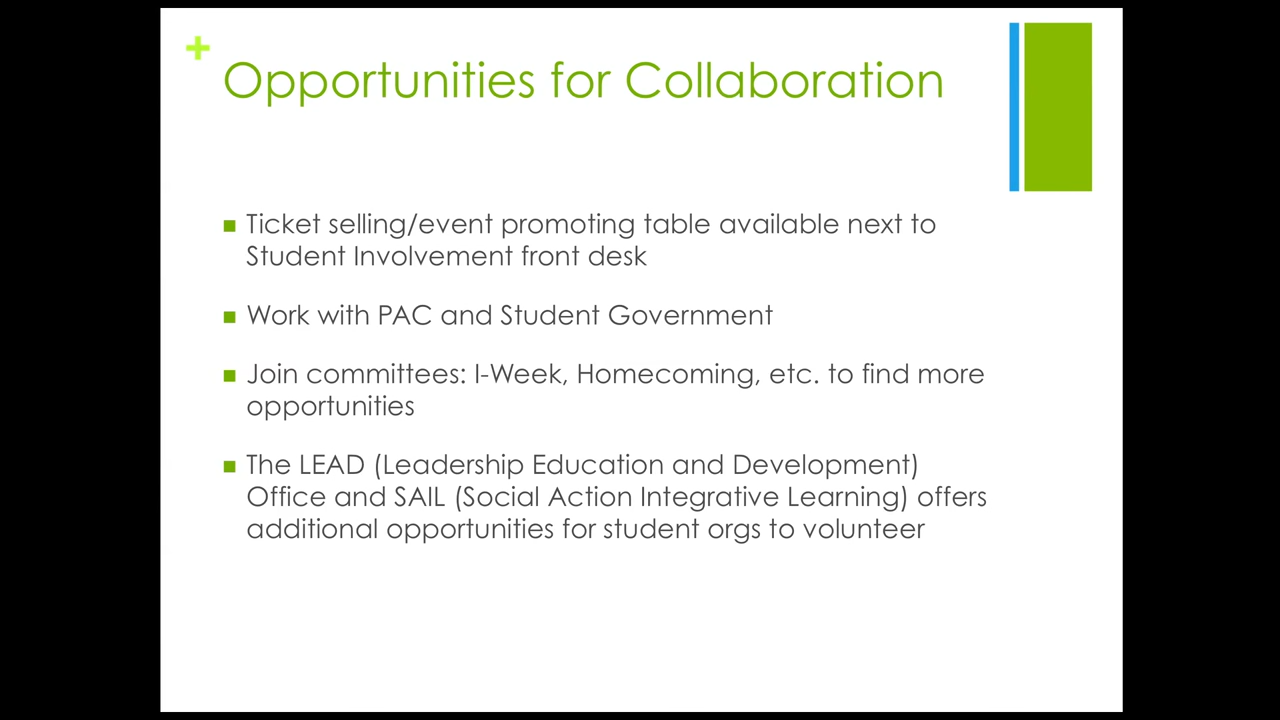 Opportunities for Collaboration
Ticket selling/event promoting table available next to
Student Involvement front desk
Work with PAC and Student Government
Join committees: I-Week, Homecoming, etc. to find more
opportunities
The LEAD (Leadership Education and Development)
Office and SAIL (Social Action Integrative Learning) offers
additional opportunities for student orgs to volunteer